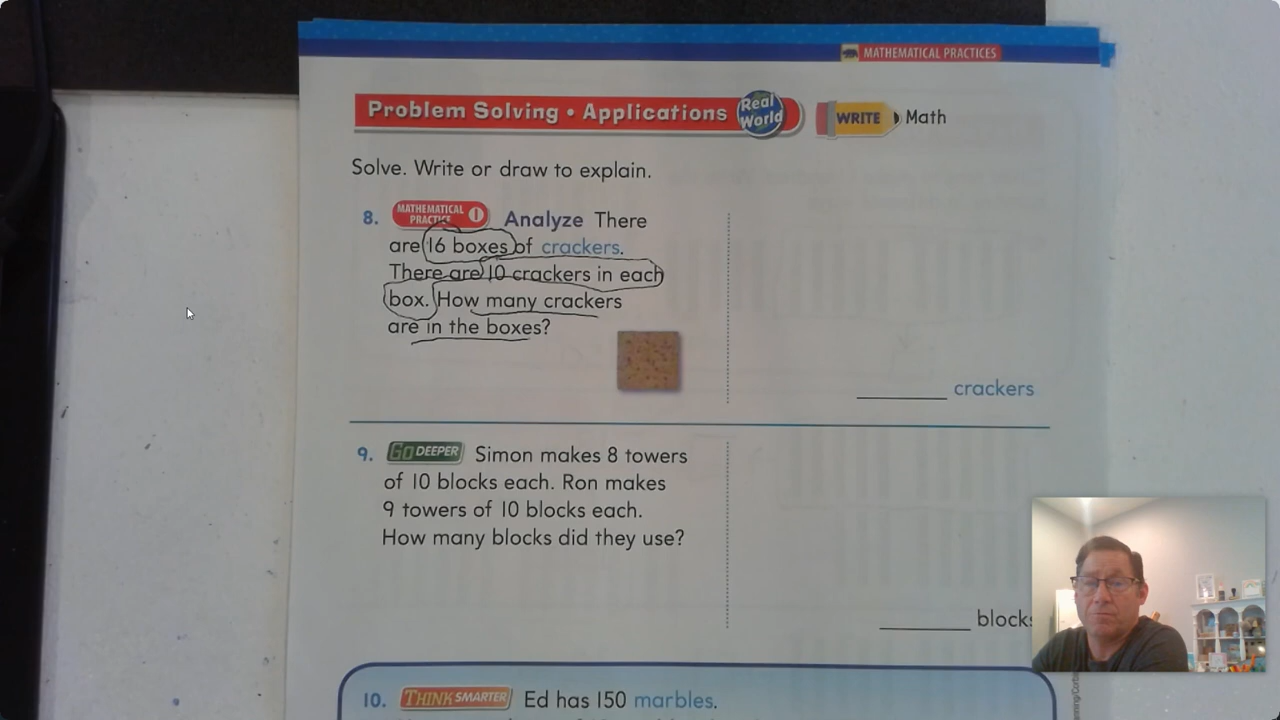 MATHEMATICAL PRACTICES
Problem Solving • Applications Real World WRITE Math
Solve. Write or draw to explain.
8. MATHEMATICAL PRACTICE 1 Analyze There
are 16 boxes of crackers.
There are 10 crackers in each
box. How many crackers
are in the boxes?
crackers
9. GO DEEPER Simon makes 8 towers
of 10 blocks each. Ron makes
9 towers of 10 blocks each.
How many blocks did they use?
block
10. THINK SMARTER Ed has 150 marbles.